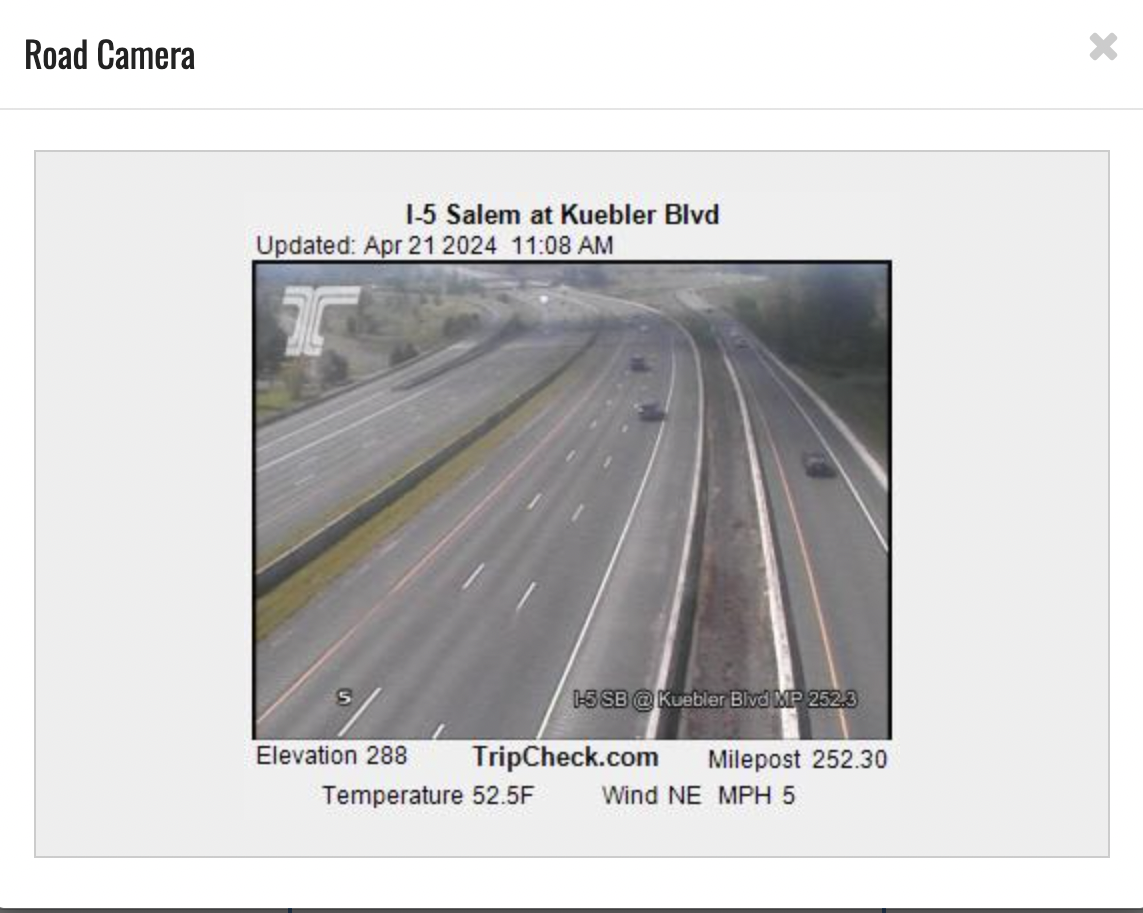 Road Camera
I-5 Salem at Kuebler Blvd
Updated: Apr 21 2024 11:08 AM
S
I-5 SB @ Kuebler Blvd MP 252.3
Elevation 288 TripCheck.com Milepost 252.30
Temperature 52.5F Wind NE MPH 5